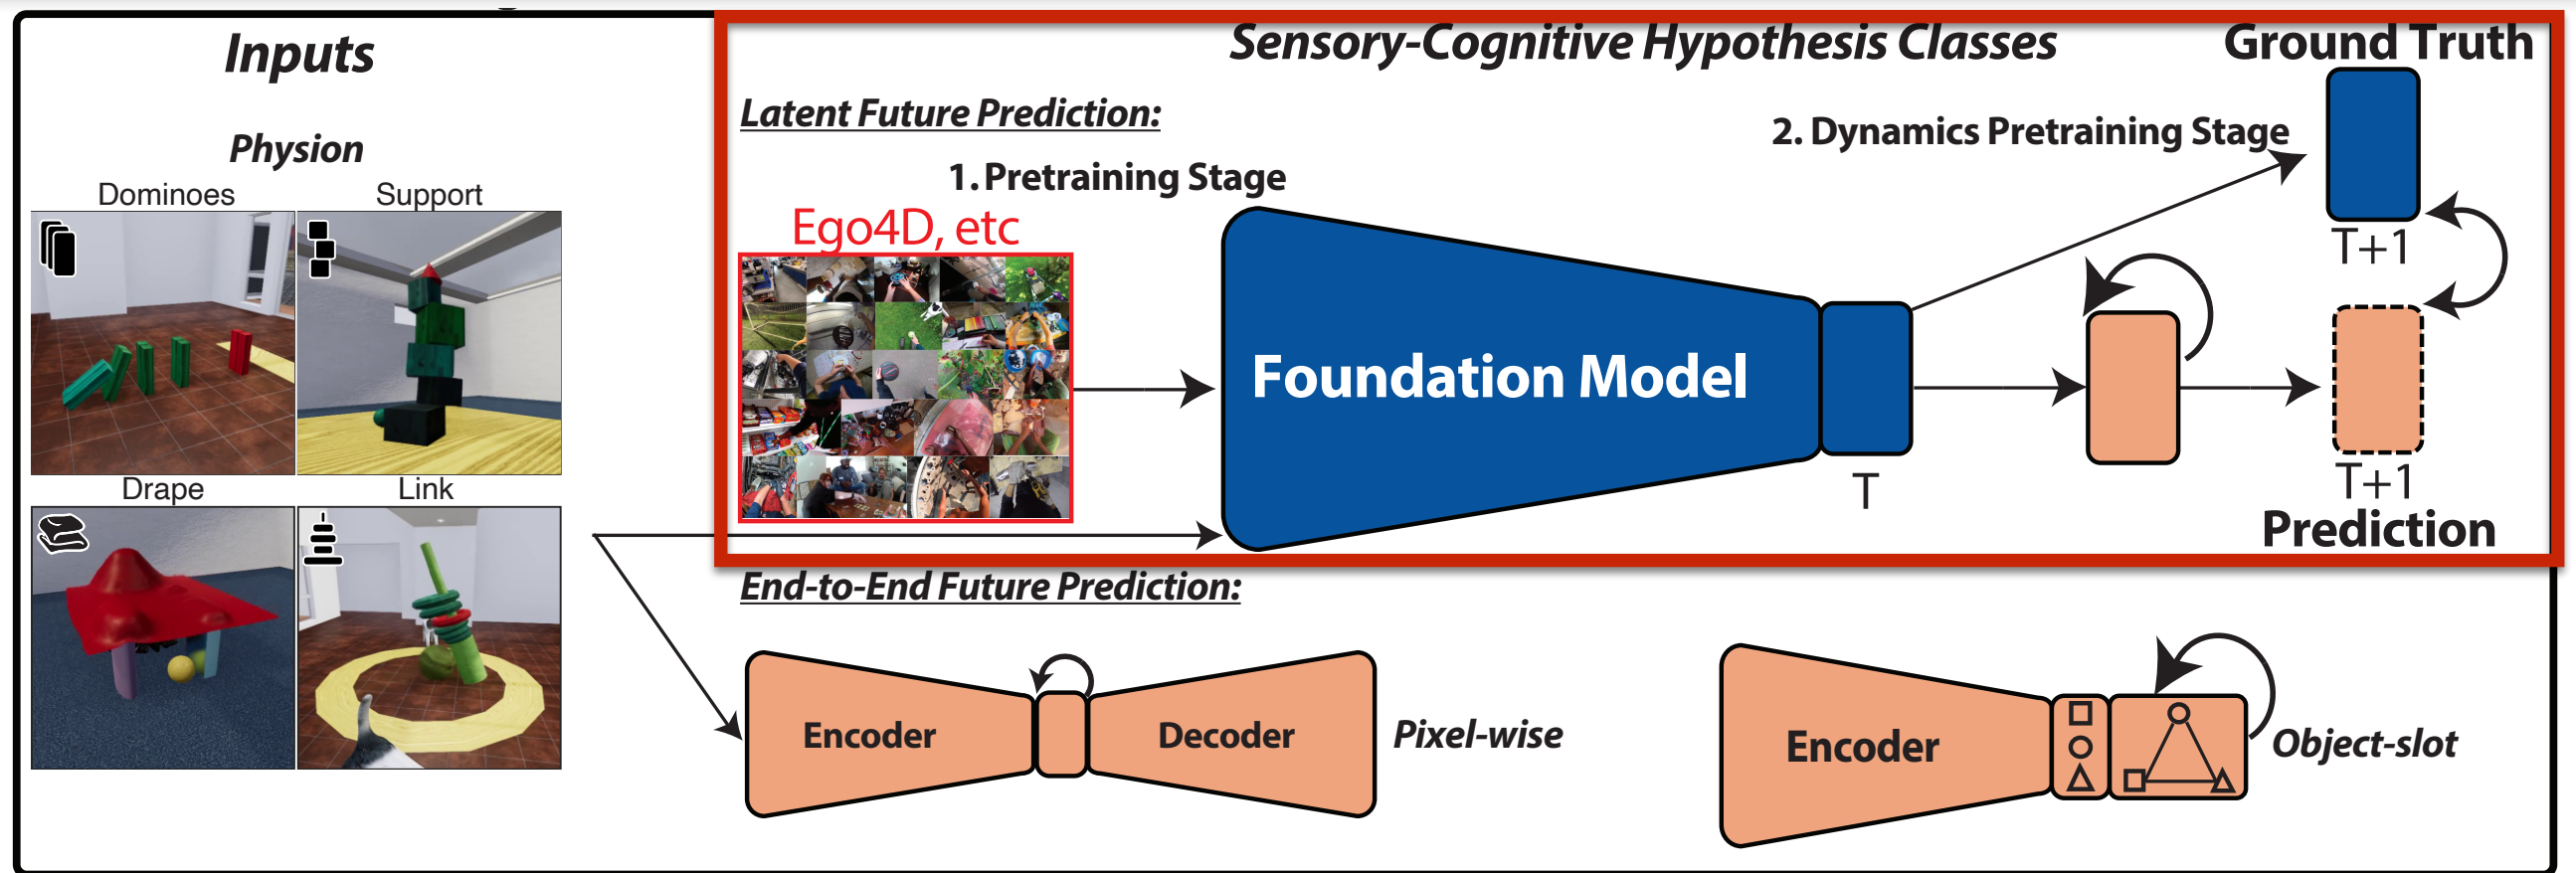 Inputs
Physion
Dominoes
Support
Drape
Link
Sensory-Cognitive Hypothesis Classes
Ground Truth
Latent Future Prediction:
2. Dynamics Pretraining Stage
1. Pretraining Stage
Ego4D, etc
T+1
Foundation Model
T
T+1
Prediction
End-to-End Future Prediction:
Encoder
Decoder
Pixel-wise
Encoder
Object-slot